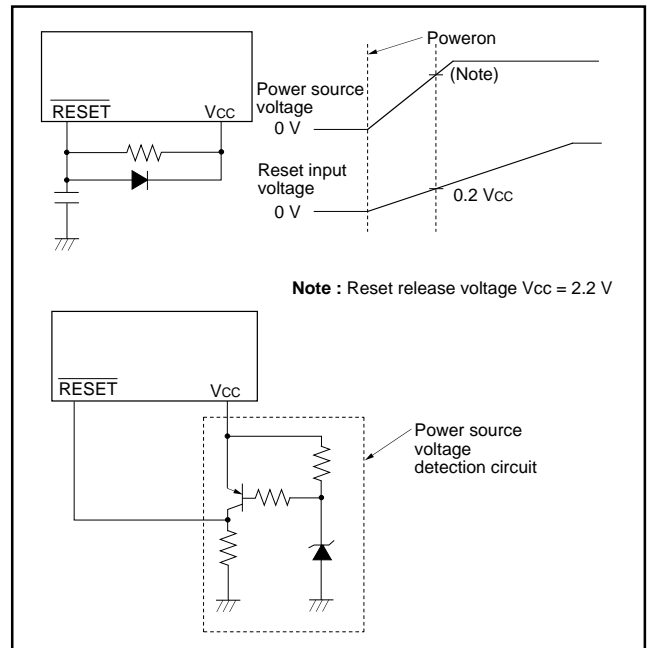 RESET
Vcc
Poweron
(Note)
Power source
voltage
0 V
Reset input
voltage
0 V
0.2 Vcc
Note : Reset release voltage Vcc = 2.2 V
RESET
Vcc
Power source
voltage
detection circuit